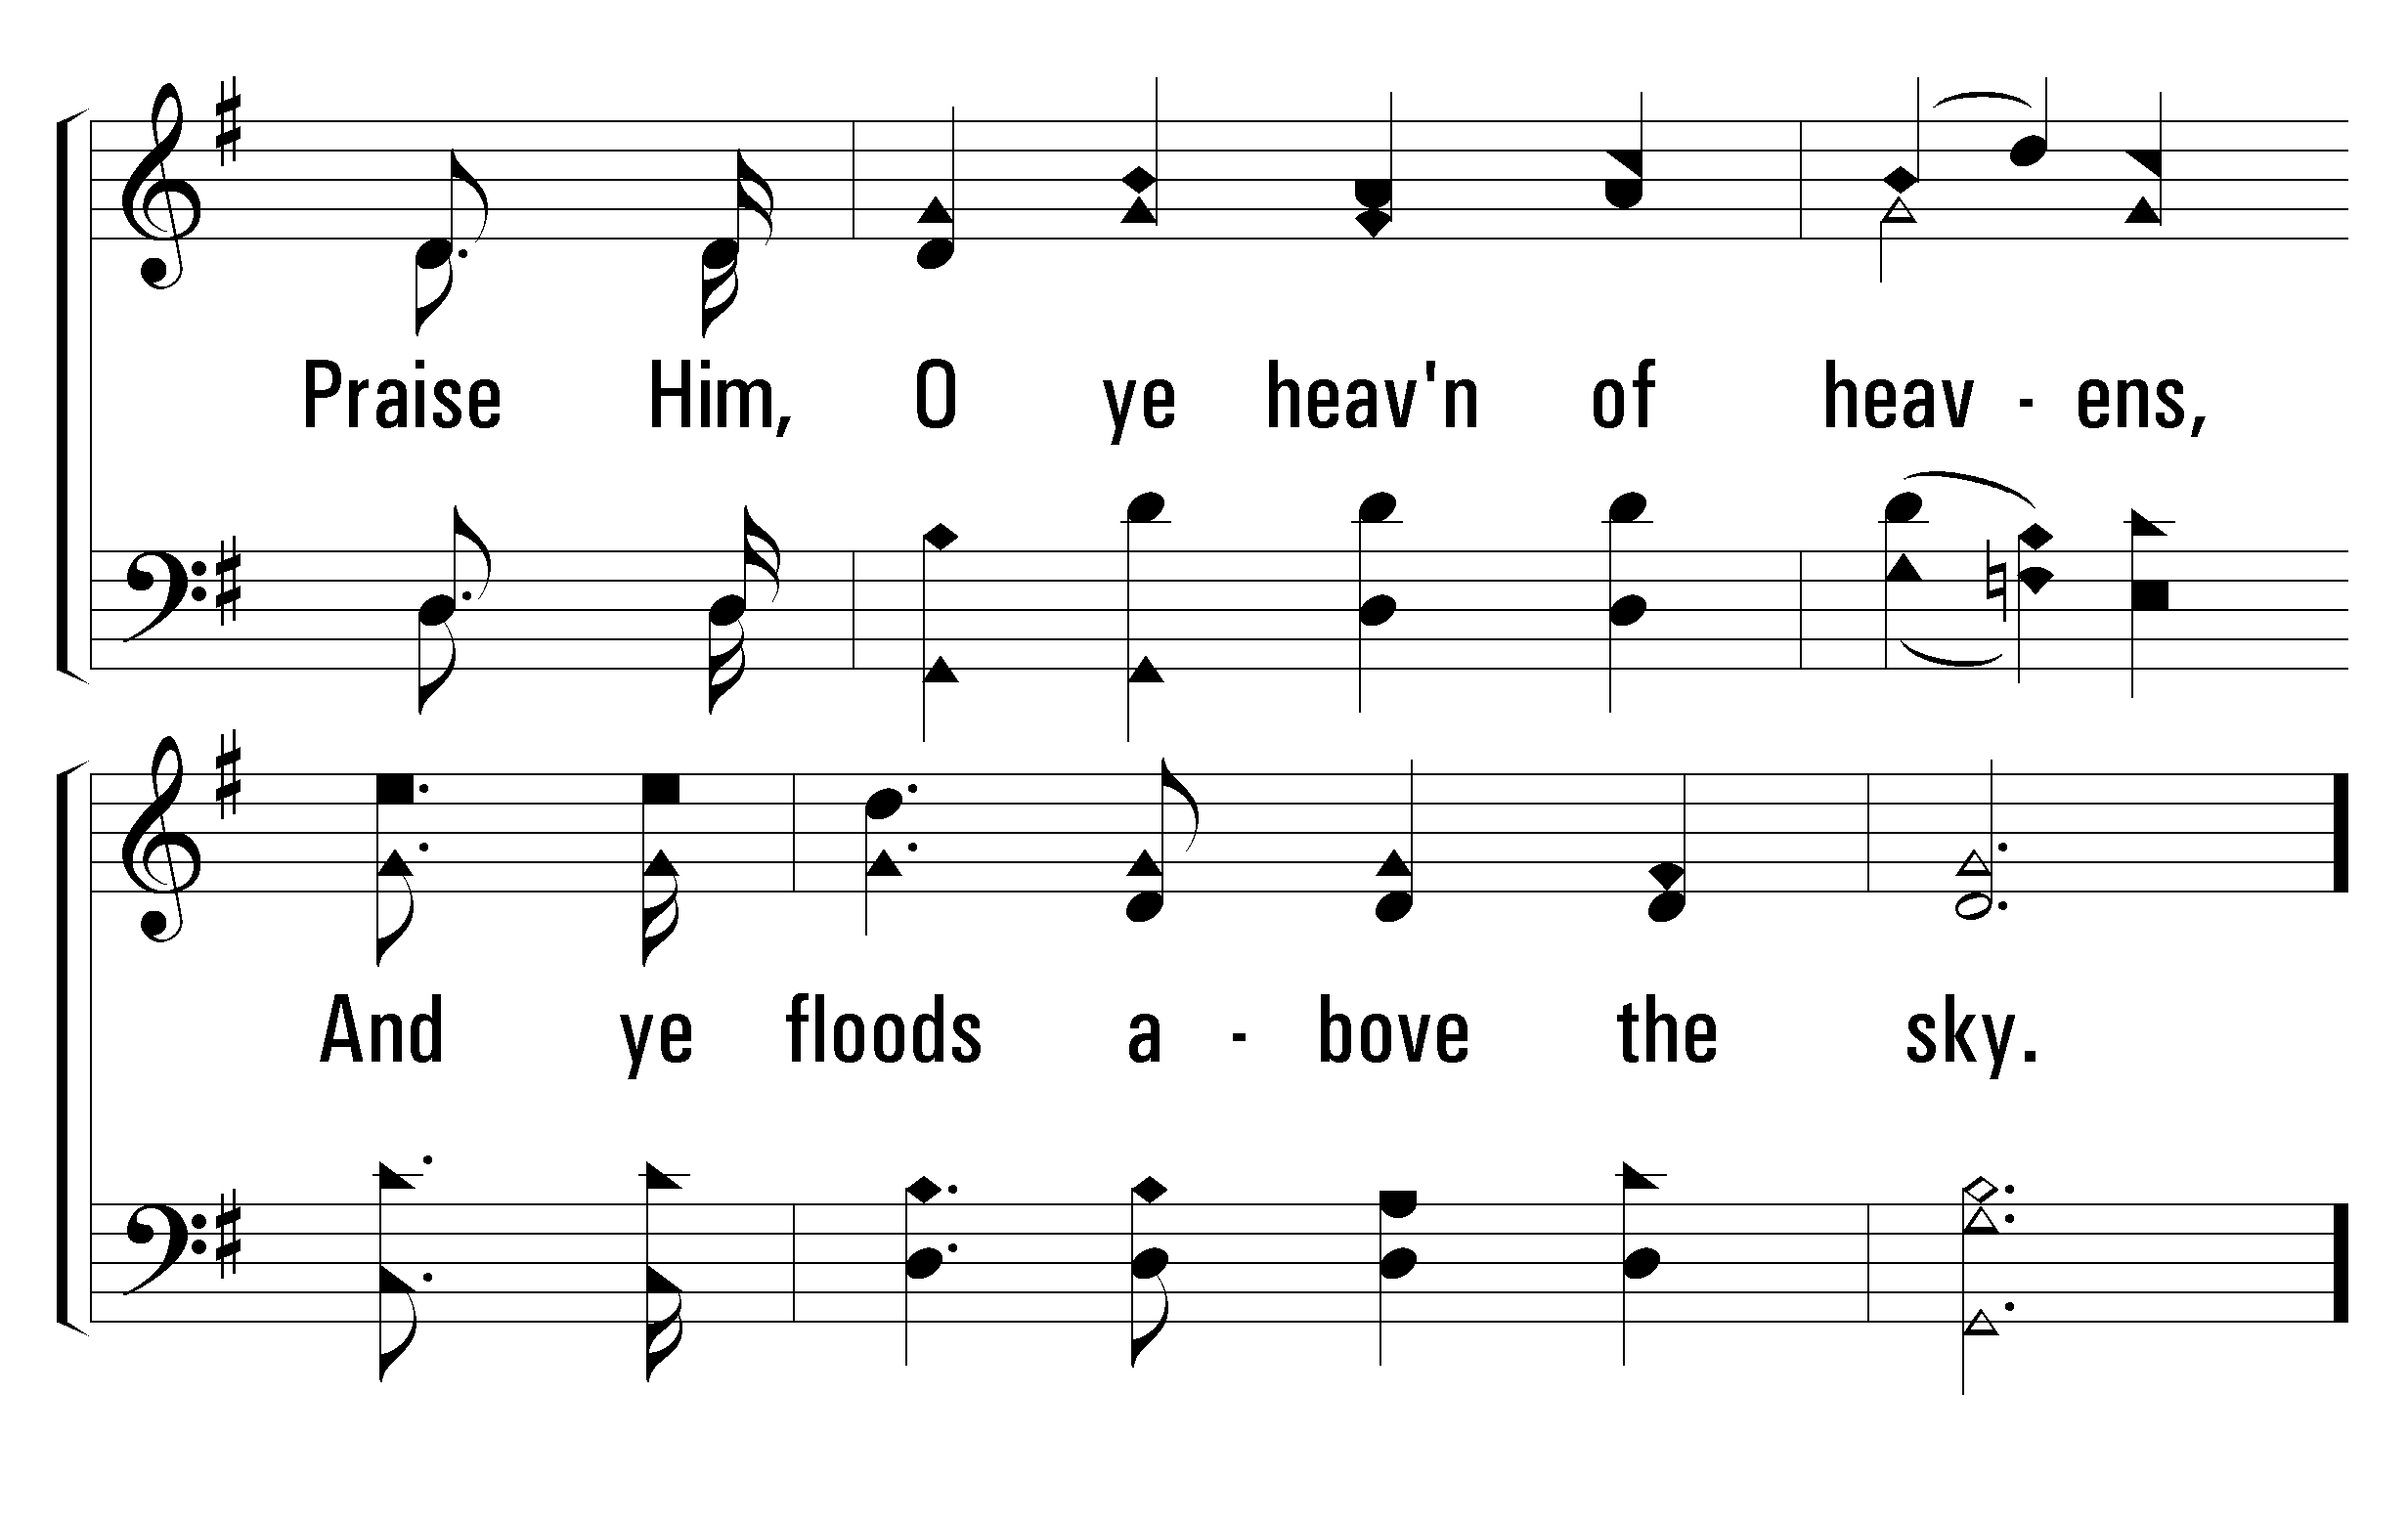 Praise Him, O ye heav'n of heav - ens,
And ye floods a - bove the sky.